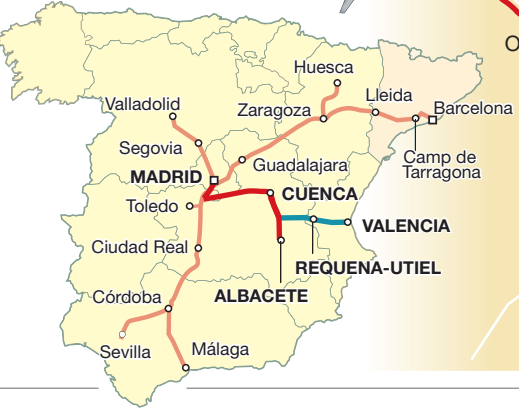 O
Huesca
Lleida
Valladolid
Zaragoza
Barcelona
Segovia
Guadalajara
Camp de
Tarragona
MADRID
CUENCA
Toledo
VALENCIA
Ciudad Real
REQUENA-UTIEL
ALBACETE
Córdoba
Sevilla
Málaga